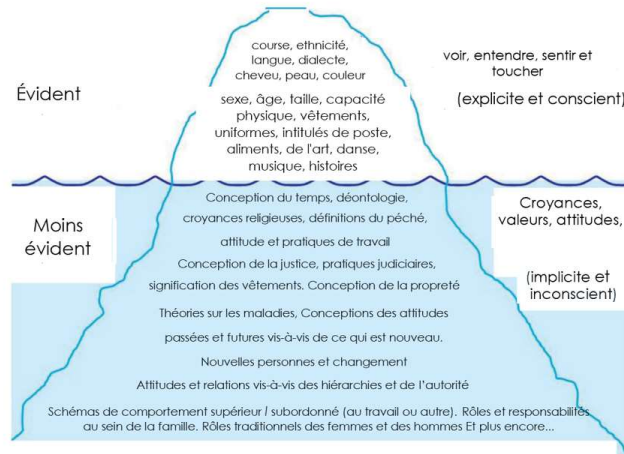 course, ethnicité,
langue, dialecte,
cheveu, peau, couleur
voir, entendre, sentir et
toucher
Évident
(explicite et conscient)
sexe, âge, taille, capacité
physique, vêtements,
uniformes, intitulés de poste,
aliments, de l'art, danse,
musique, histoires
Moins
évident
Conception du temps, déontologie,
croyances religieuses, définitions du péché,
attitude et pratiques de travail
Croyances,
valeurs, attitudes,
Conception de la justice, pratiques judiciaires,
signification des vêtements. Conception de la propreté
(implicite et
inconscient)
Théories sur les maladies, Conceptions des attitudes
passées et futures vis-à-vis de ce qui est nouveau.
Nouvelles personnes et changement
Attitudes et relations vis-à-vis des hiérarchies et de l'autorité
Schémas de comportement supérieur / subordonné (au travail ou autre). Rôles et responsabilités
au sein de la famille. Rôles traditionnels des femmes et des hommes Et plus encore...